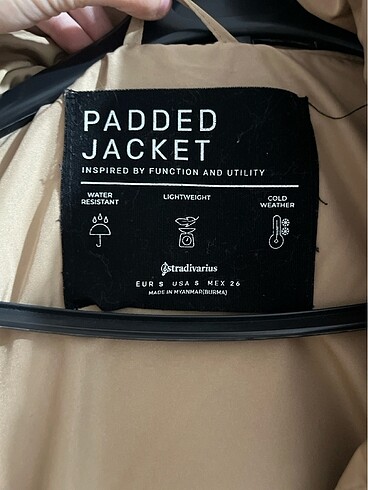 PADDED
JACKET
INSPIRED BY FUNCTION AND UTILITY
WATER
RESISTANT
LIGHTWEIGHT
COLD
WEATHER
stradivarius
EUR S USA S MEX 26
MADE IN MYANMAR(BURMA)